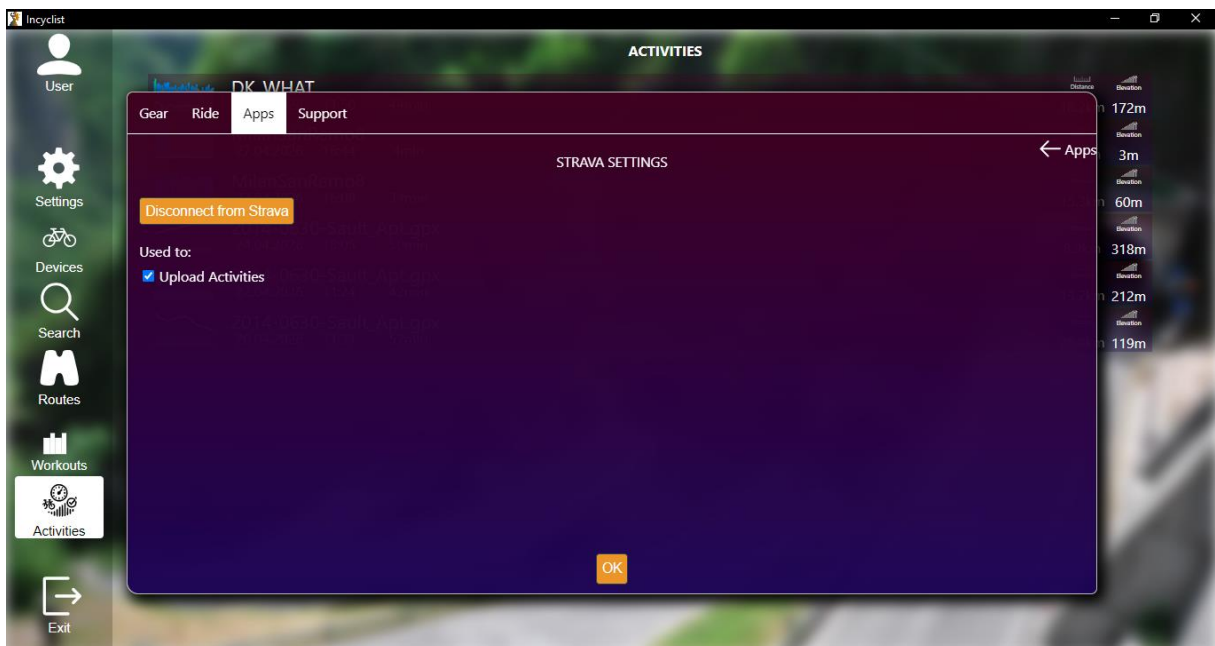 Incyclist
ACTIVITIES
User
DK_WHAT
Distance Elevation
172m
Gear Ride Apps Support
Elevation
← Apps
3m
STRAVA SETTINGS
Settings
Elevation
60m
Disconnect from Strava
Elevation
318m
Used to:
Devices
Upload Activities
Elevation
212m
Search
Elevation
119m
Routes
Workouts
Activities
OK
Exit